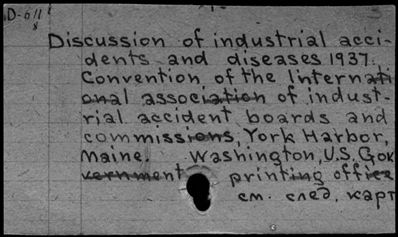 D-611
8
Discussion of industrial acci-
dents and diseases 1937.
Convention of the Internati-
onal association of indust-
rial accident boards and
commissions, York Harbor,
Maine. Washington, U.S. Gov
vernment printing office
см. след. карт